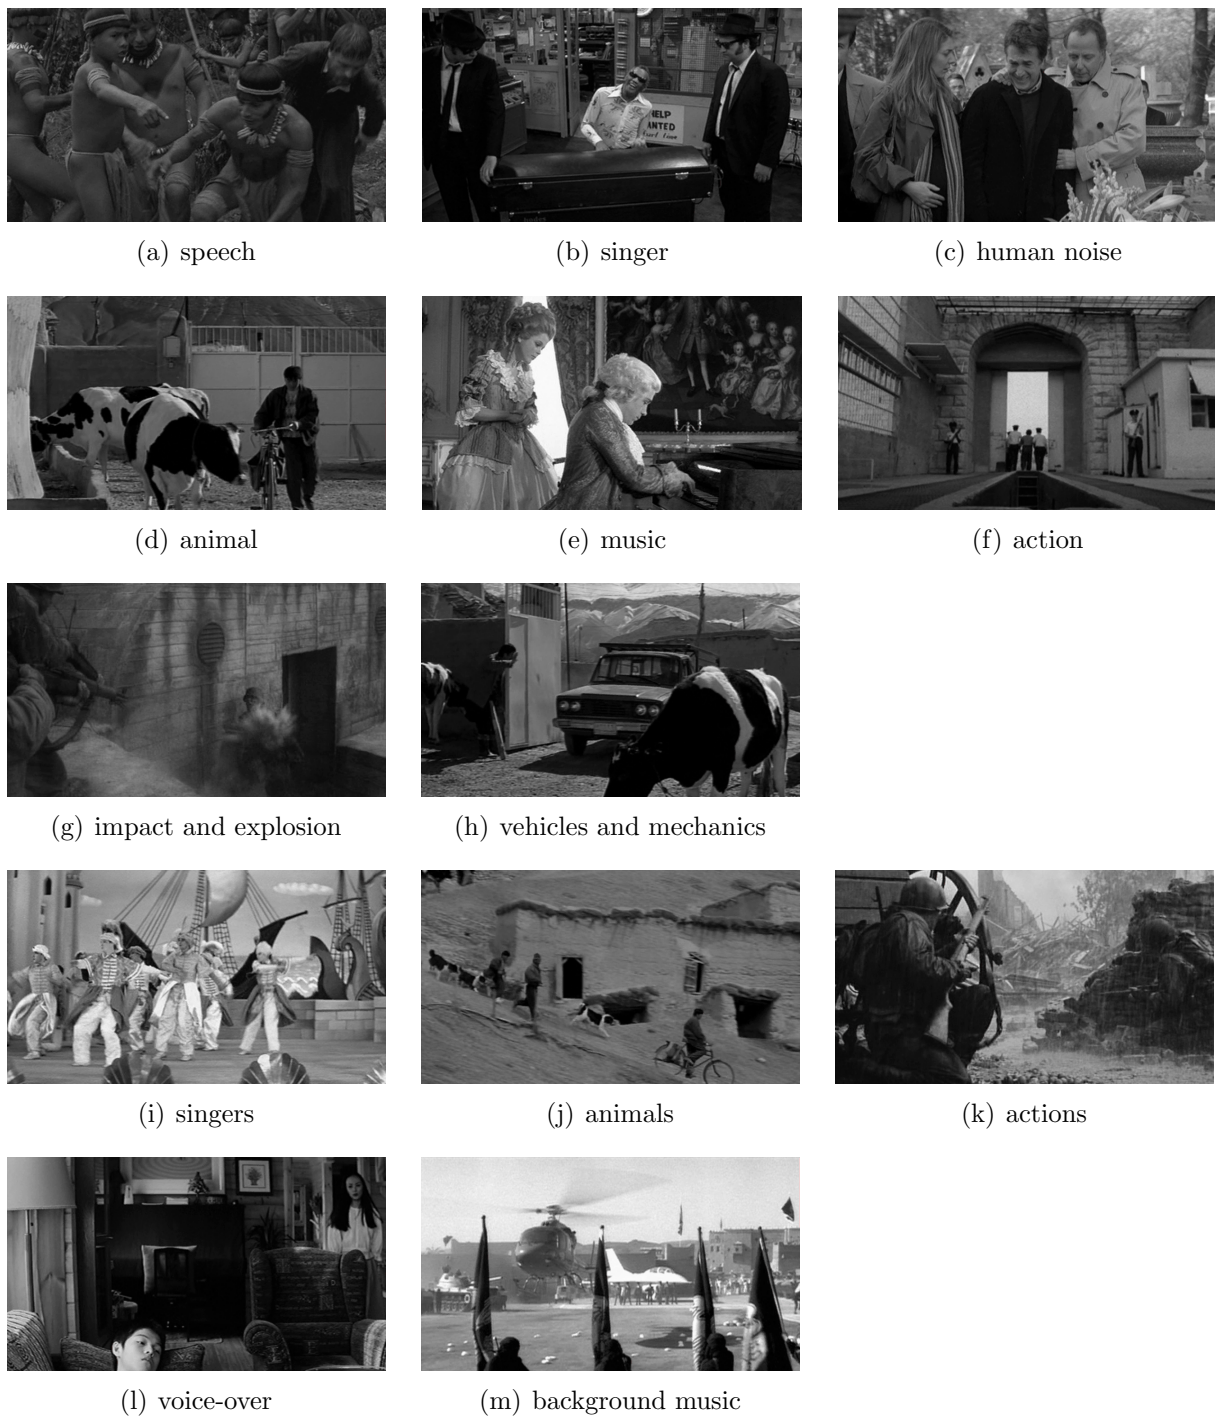 HELP
WANTED
(a) speech
(b) singer
(c) human noise
(d) animal
(e) music
(f) action
(g) impact and explosion
(h) vehicles and mechanics
(i) singers
(j) animals
(k) actions
(l) voice-over
(m) background music